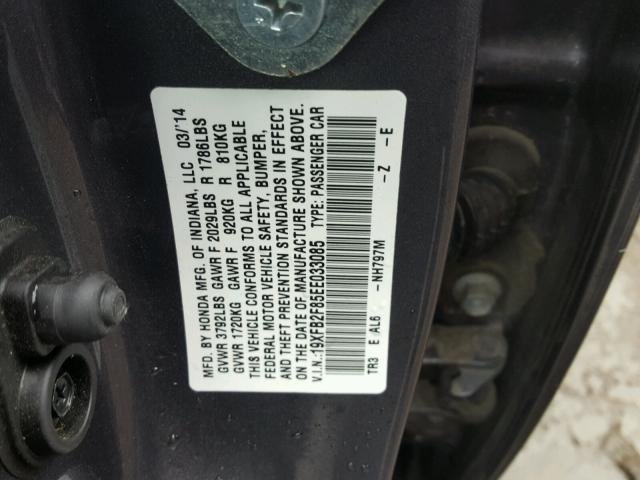 MFD. BY HONDA MFG. OF INDIANA, LLC 03/'14
GVWR 3792LBS GAWR F 2029LBS R 1786LBS
GVWR 1720KG GAWR F 920KG R 810KG
THIS VEHICLE CONFORMS TO ALL APPLICABLE
FEDERAL MOTOR VEHICLE SAFETY, BUMPER,
AND THEFT PREVENTION STANDARDS IN EFFECT
ON THE DATE OF MANUFACTURE SHOWN ABOVE.
V.I.N.:19XFB2F85EE033085 TYPE: PASSENGER CAR
TR3 E AL6 -NH797M -Z -E